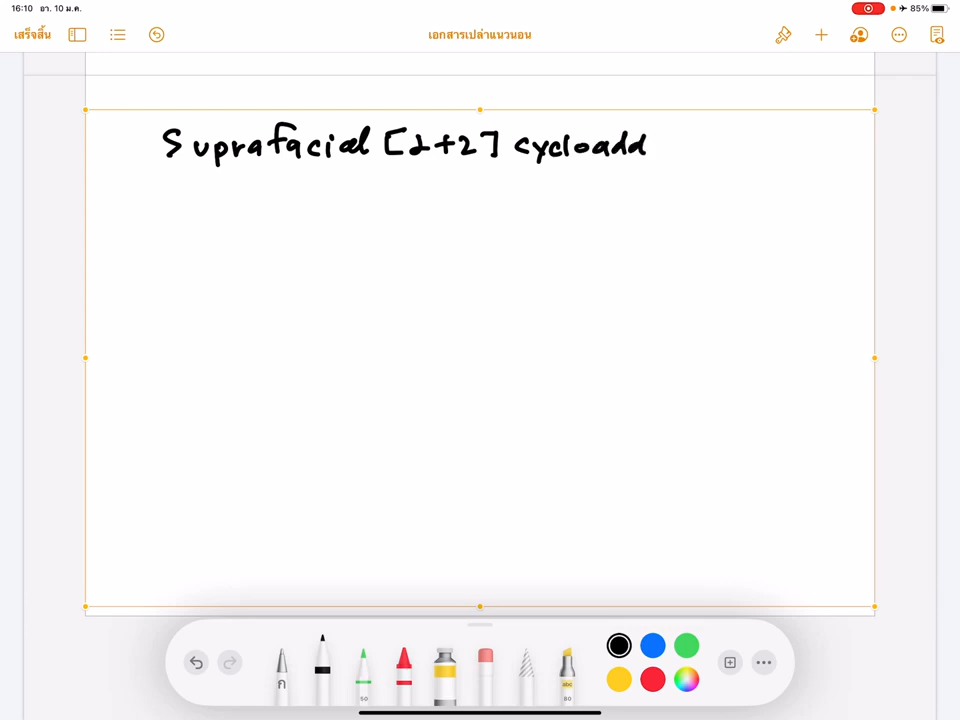 16:10 อา. 10 ม.ค.
85%
เสร็จสิ้น
เอกสารเปล่าแนวนอน
Suprafacial [2+2] cycloadd
ก
50
abc
80